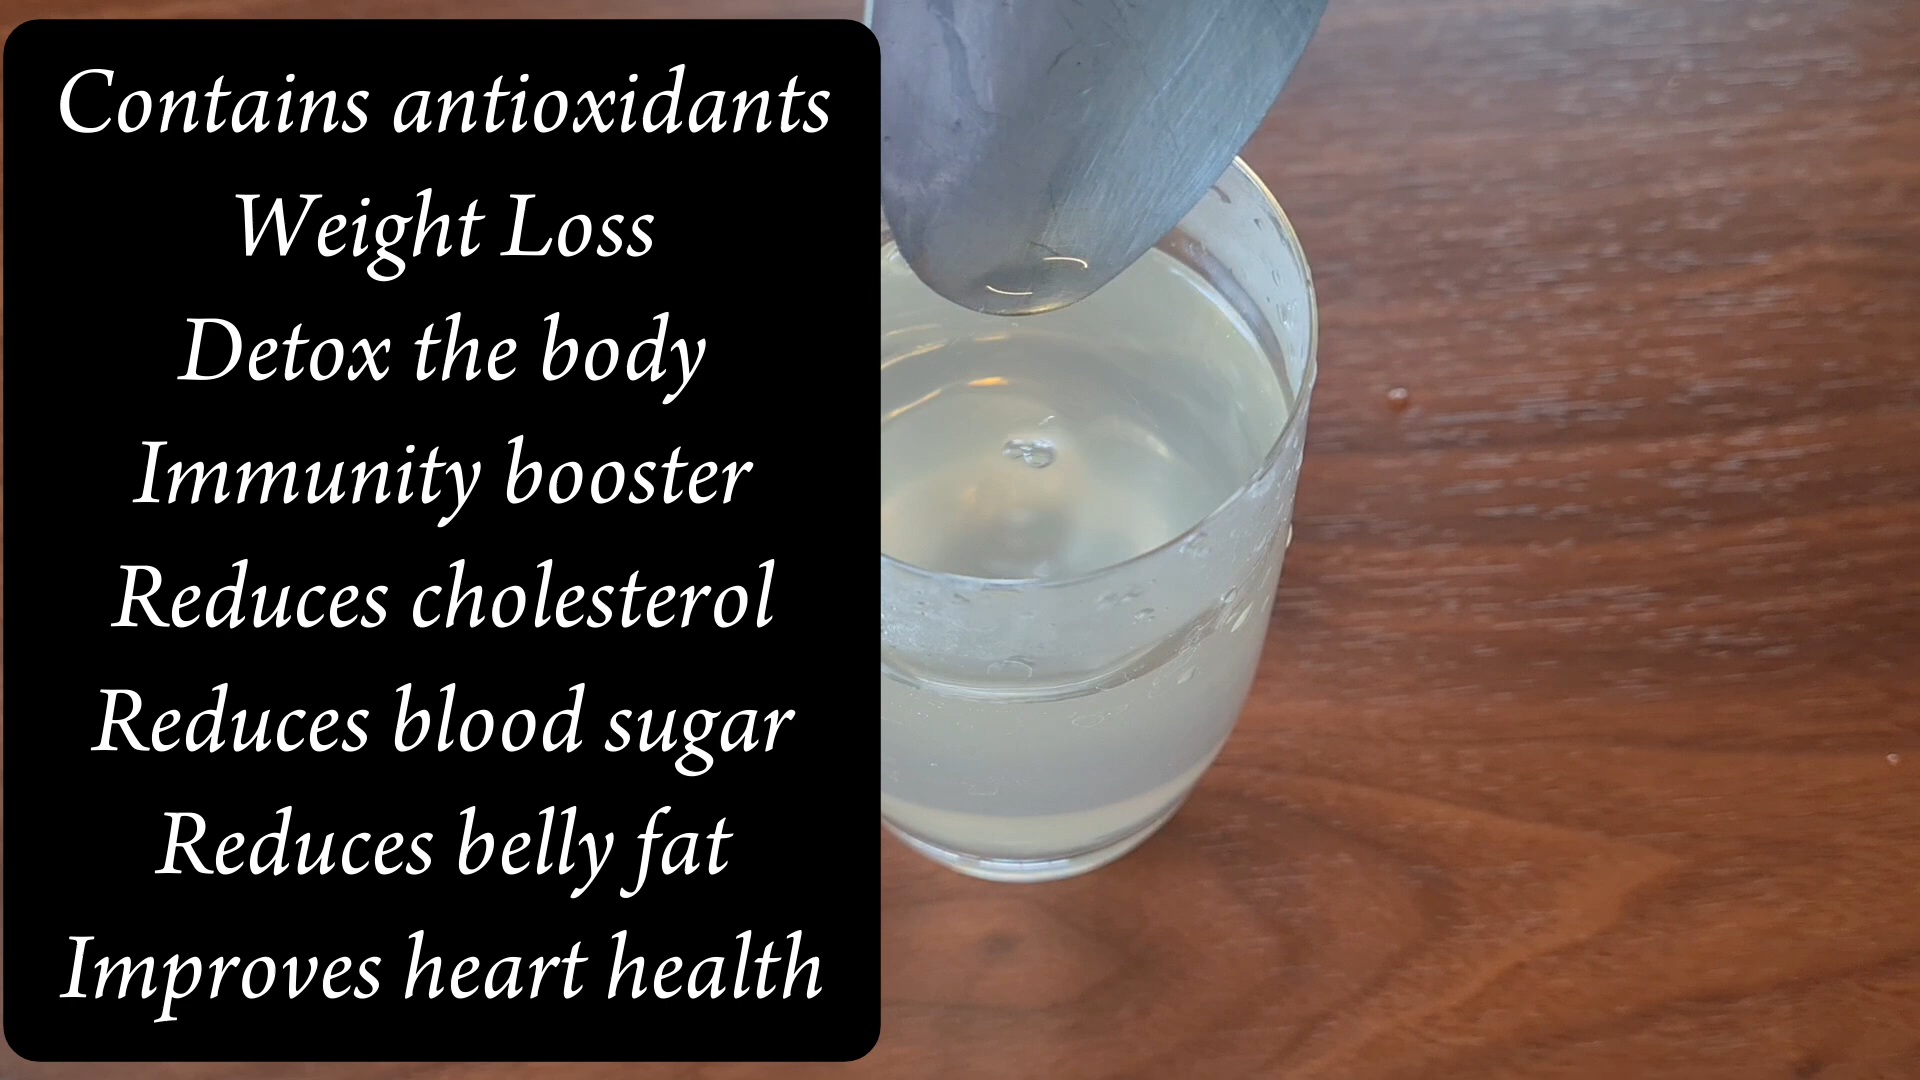 Contains antioxidants
Weight Loss
Detox the body
Immunity booster
Reduces cholesterol
Reduces blood sugar
Reduces belly fat
Improves heart health